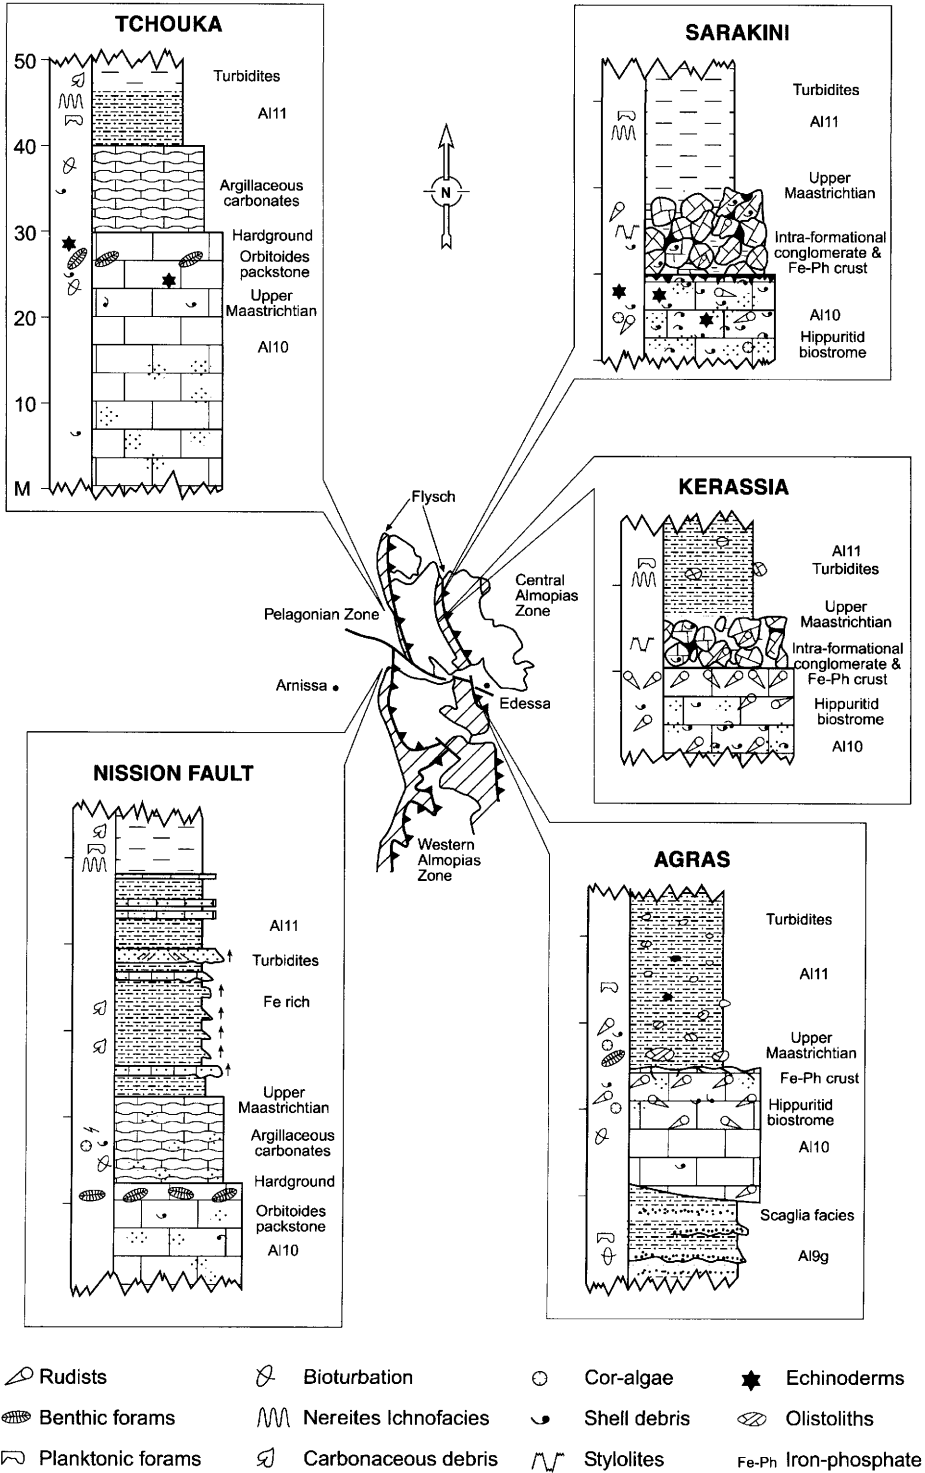 TCHOUKA
50
40
30
20
10
M
Turbidites
Al11
Argillaceous
carbonates
Hardground
Orbitoides
packstone
Upper
Maastrichtian
Al10
N
SARAKINI
Turbidites
Al11
Upper
Maastrichtian
Intra-formational
conglomerate &
Fe-Ph crust
Al10
Hippuritid
biostrome
Flysch
Central
Almopias
Zone
Pelagonian Zone
Arnissa
Edessa
Western
Almopias
Zone
KERASSIA
Al11
Turbidites
Upper
Maastrichtian
Intra-formational
conglomerate &
Fe-Ph crust
Hippuritid
biostrome
Al10
NISSION FAULT
Al11
Turbidites
Fe rich
Upper
Maastrichtian
Argillaceous
carbonates
Hardground
Orbitoides
packstone
Al10
AGRAS
Turbidites
Al11
Upper
Maastrichtian
Fe-Ph crust
Hippuritid
biostrome
Al10
Scaglia facies
Al9g
Rudists
Bioturbation
Cor-algae
Echinoderms
Benthic forams
Nereites Ichnofacies
Shell debris
Olistoliths
Planktonic forams
Carbonaceous debris
Stylolites
Fe-Ph Iron-phosphate